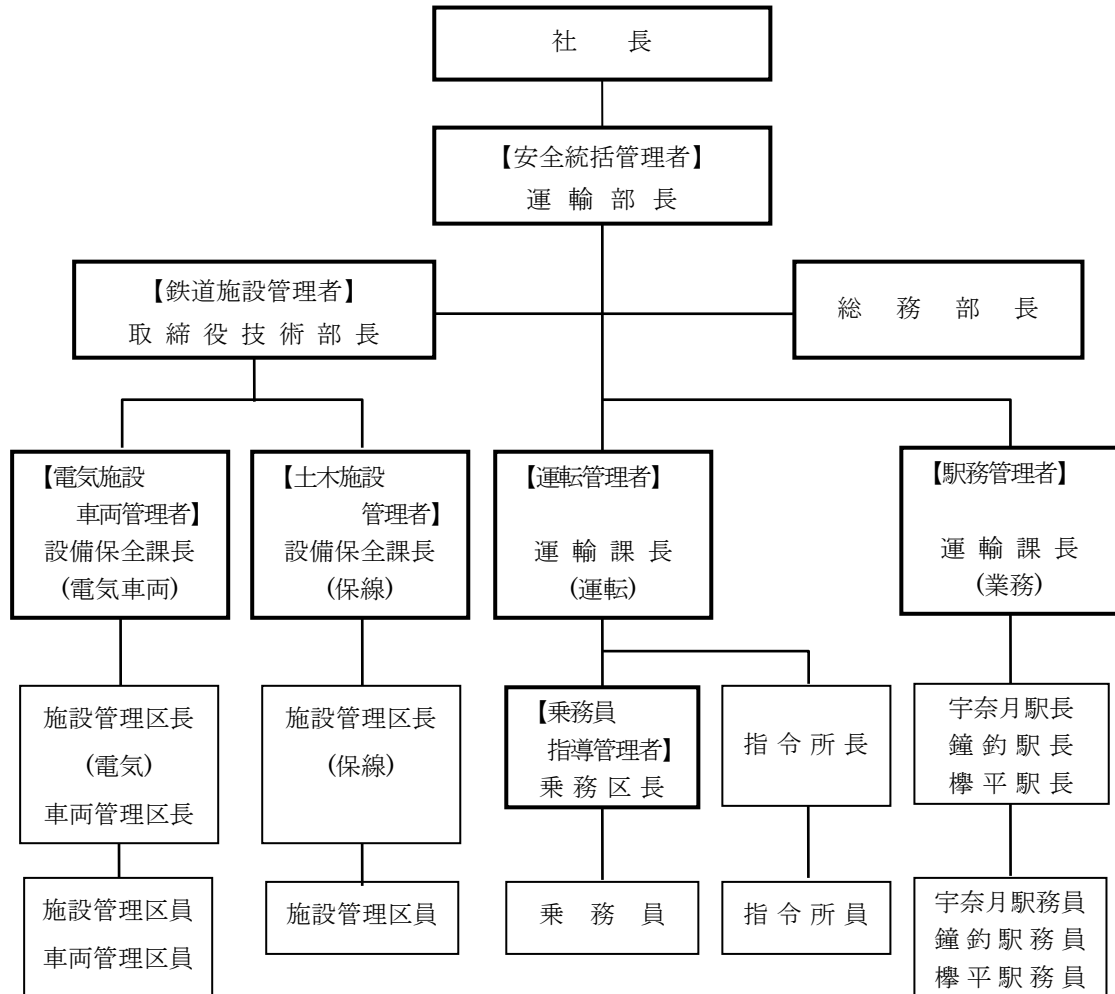 社長
【安全統括管理者】
運輸部長
【鉄道施設管理者】
取締役技術部長
総務部長
【電気施設
車両管理者】
設備保全課長
(電気車両)
【土木施設
管理者】
設備保全課長
(保線)
【運転管理者】
運輸課長
(運転)
【駅務管理者】
運輸課長
(業務)
施設管理区長
(電気)
車両管理区長
施設管理区長
(保線)
【乗務員
指導管理者】
乗務区長
指令所長
宇奈月駅長
鐘釣駅長
欅平駅長
施設管理区員
車両管理区員
施設管理区員
乗務員
指令所員
宇奈月駅務員
鐘釣駅務員
欅平駅務員